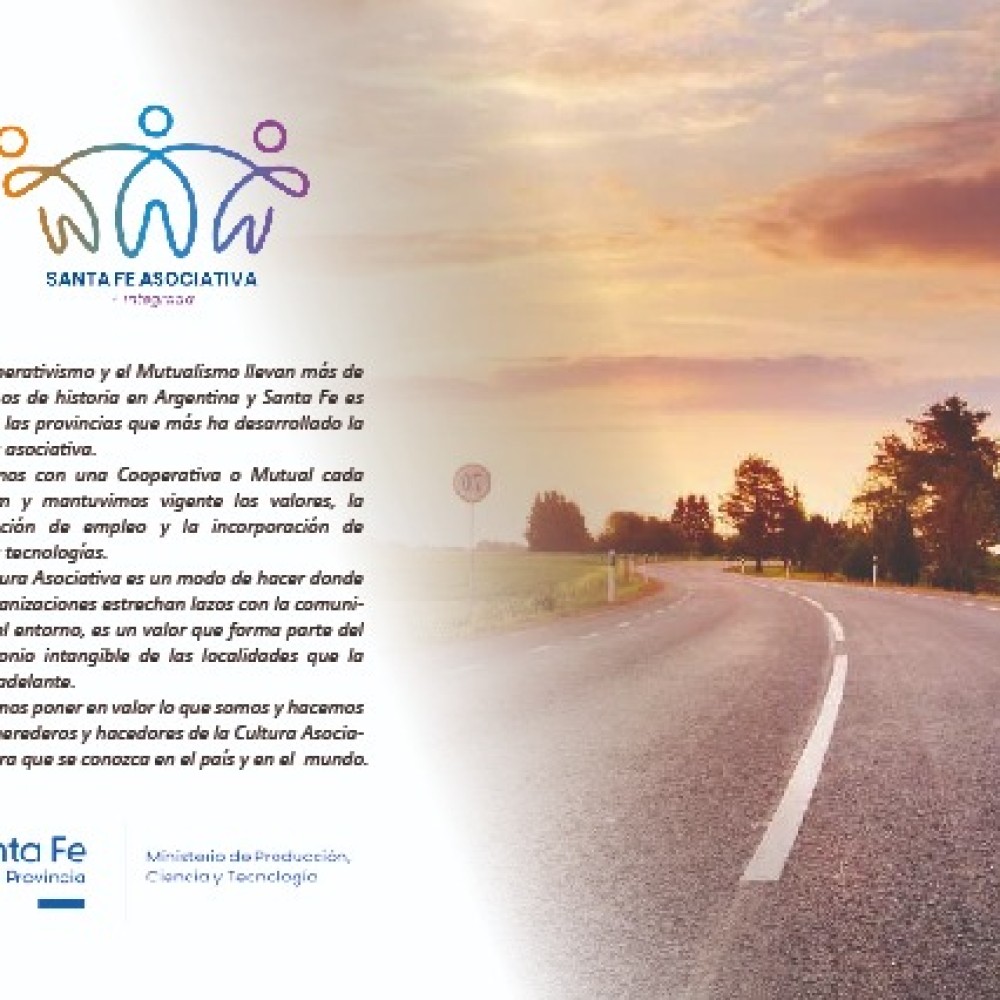 SANTA FE ASOCIATIVA
+ Integrada
perativismo y el Mutualismo llevan más de
os de historia en Argentina y Santa Fe es
las provincias que más ha desarrollado la
asociativa.
nos con una Cooperativa o Mutual cada
m y mantuvimos vigente los valores, la
ción de empleo y la incorporación de
tecnologías.
ura Asociativa es un modo de hacer donde
anizaciones estrechan lazos con la comuni-
al entorno, es un valor que forma parte del
onio intangible de las localidades que la
adelante.
mos poner en valor lo que somos y hacemos
herederos y hacedores de la Cultura Asocia-
ra que se conozca en el país y en el mundo.
nta Fe
Provincia
Ministerio de Producción,
Ciencia y Tecnología